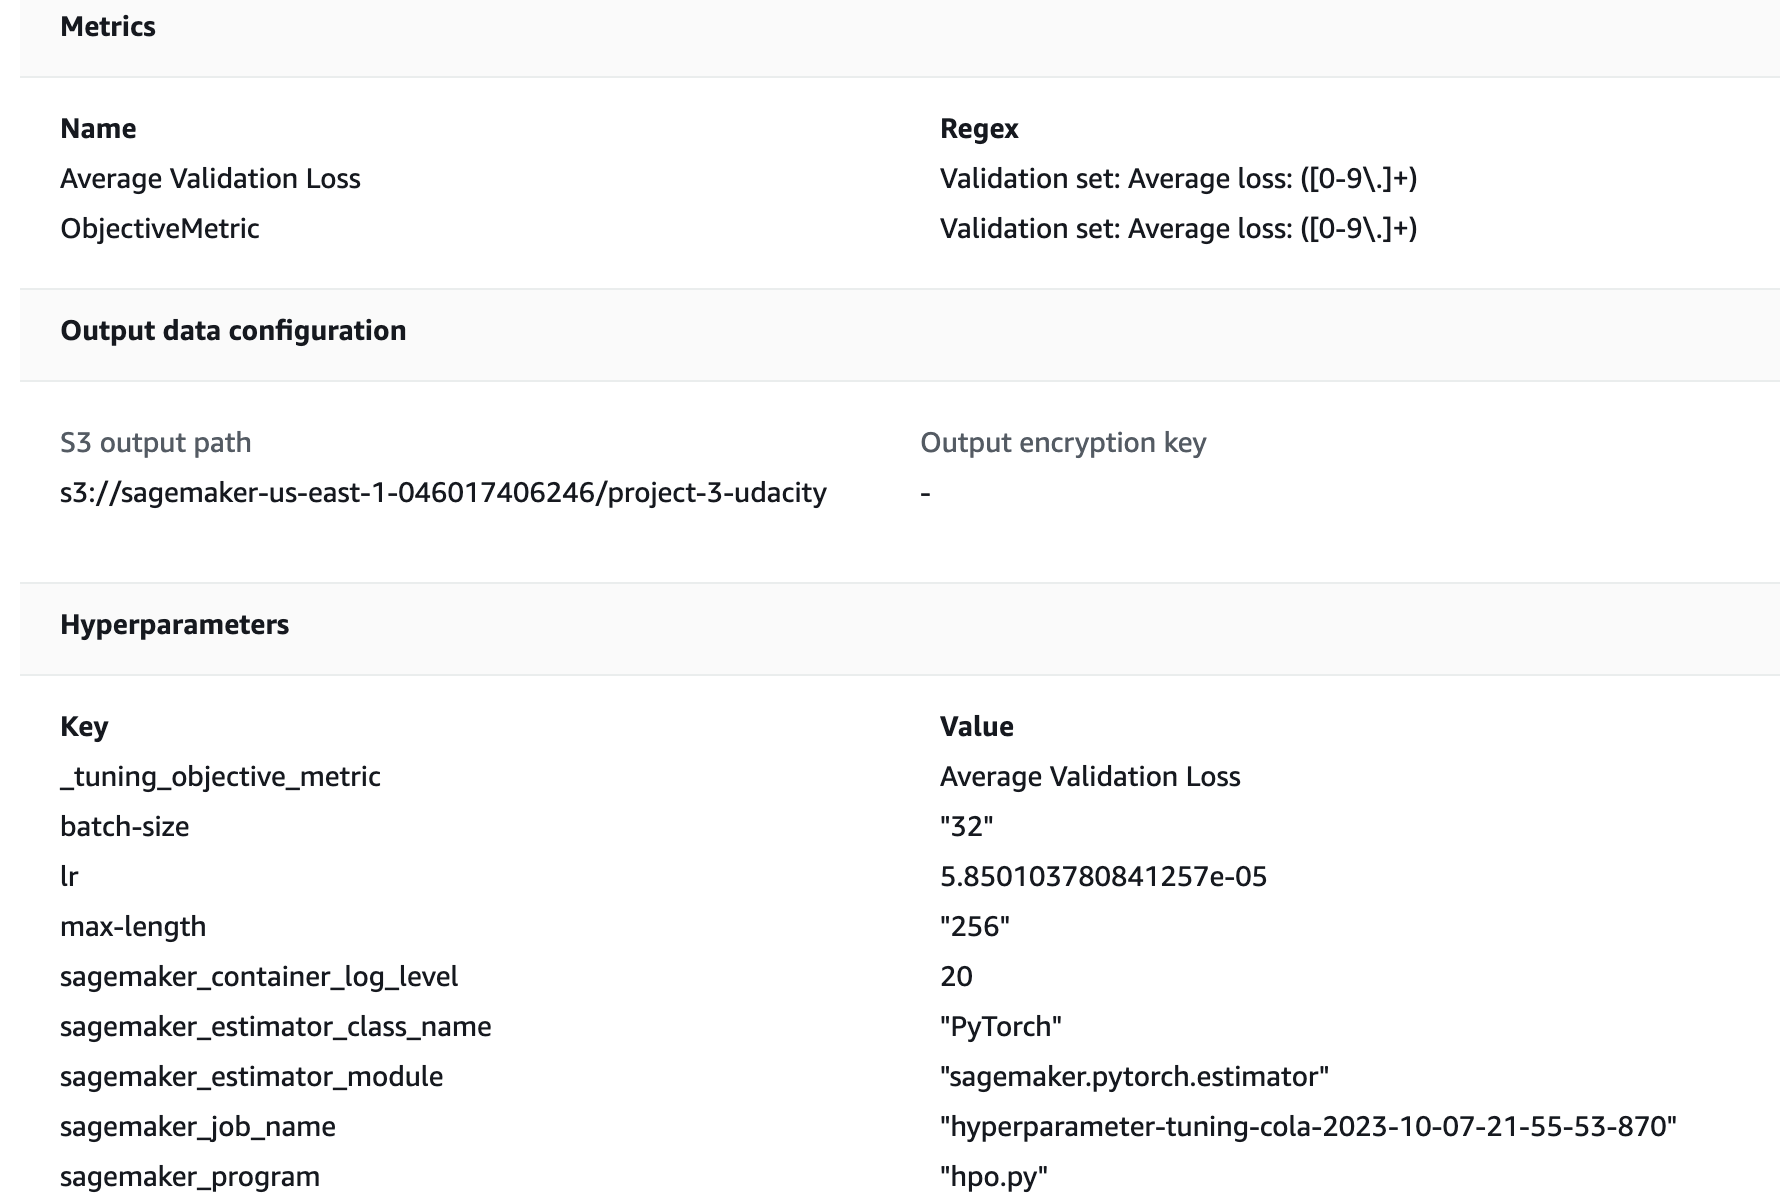 Metrics
Name Regex
Average Validation Loss Validation set: Average loss: ([0-9\.]+)
ObjectiveMetric Validation set: Average loss: ([0-9\.]+)
Output data configuration
S3 output path Output encryption key
s3://sagemaker-us-east-1-046017406246/project-3-udacity -
Hyperparameters
Key Value
_tuning_objective_metric Average Validation Loss
batch-size "32"
lr 5.850103780841257e-05
max-length "256"
sagemaker_container_log_level 20
sagemaker_estimator_class_name "PyTorch"
sagemaker_estimator_module "sagemaker.pytorch.estimator"
sagemaker_job_name "hyperparameter-tuning-cola-2023-10-07-21-55-53-870"
sagemaker_program "hpo.py"